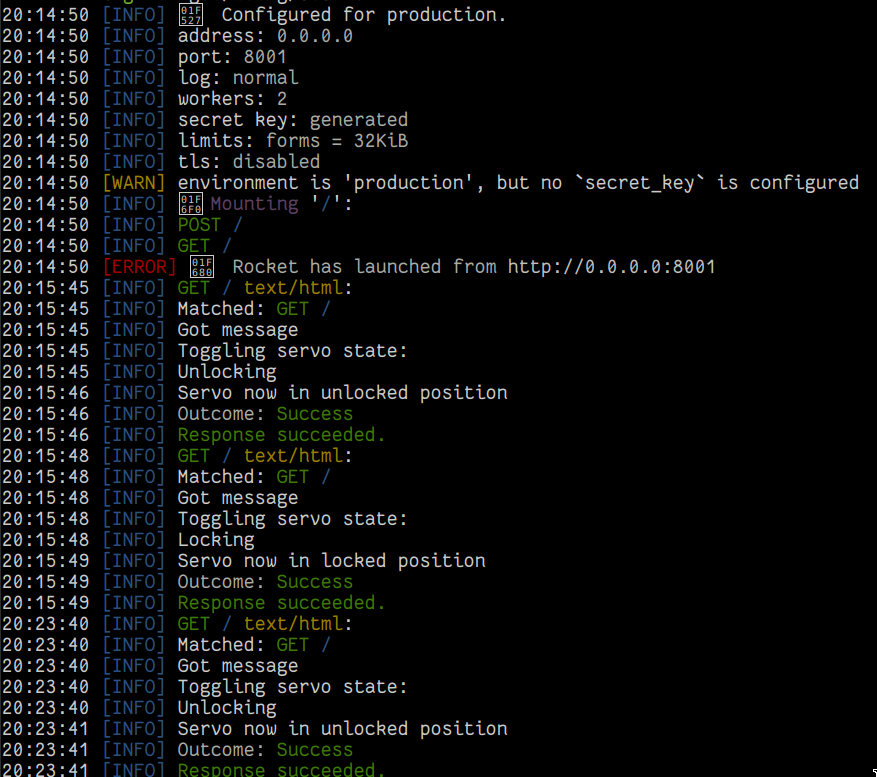 20:14:50 [INFO] 01F527 Configured for production.
20:14:50 [INFO] address: 0.0.0.0
20:14:50 [INFO] port: 8001
20:14:50 [INFO] log: normal
20:14:50 [INFO] workers: 2
20:14:50 [INFO] secret key: generated
20:14:50 [INFO] limits: forms = 32KiB
20:14:50 [INFO] tls: disabled
20:14:50 [WARN] environment is 'production', but no `secret_key` is configured
20:14:50 [INFO] 01F6F0 Mounting '/':
20:14:50 [INFO] POST /
20:14:50 [INFO] GET /
20:14:50 [ERROR] 01F680 Rocket has launched from http://0.0.0.0:8001
20:15:45 [INFO] GET / text/html:
20:15:45 [INFO] Matched: GET /
20:15:45 [INFO] Got message
20:15:45 [INFO] Toggling servo state:
20:15:45 [INFO] Unlocking
20:15:46 [INFO] Servo now in unlocked position
20:15:46 [INFO] Outcome: Success
20:15:46 [INFO] Response succeeded.
20:15:48 [INFO] GET / text/html:
20:15:48 [INFO] Matched: GET /
20:15:48 [INFO] Got message
20:15:48 [INFO] Toggling servo state:
20:15:48 [INFO] Locking
20:15:49 [INFO] Servo now in locked position
20:15:49 [INFO] Outcome: Success
20:15:49 [INFO] Response succeeded.
20:23:40 [INFO] GET / text/html:
20:23:40 [INFO] Matched: GET /
20:23:40 [INFO] Got message
20:23:40 [INFO] Toggling servo state:
20:23:40 [INFO] Unlocking
20:23:41 [INFO] Servo now in unlocked position
20:23:41 [INFO] Outcome: Success
20:23:41 [INFO] Response succeeded.